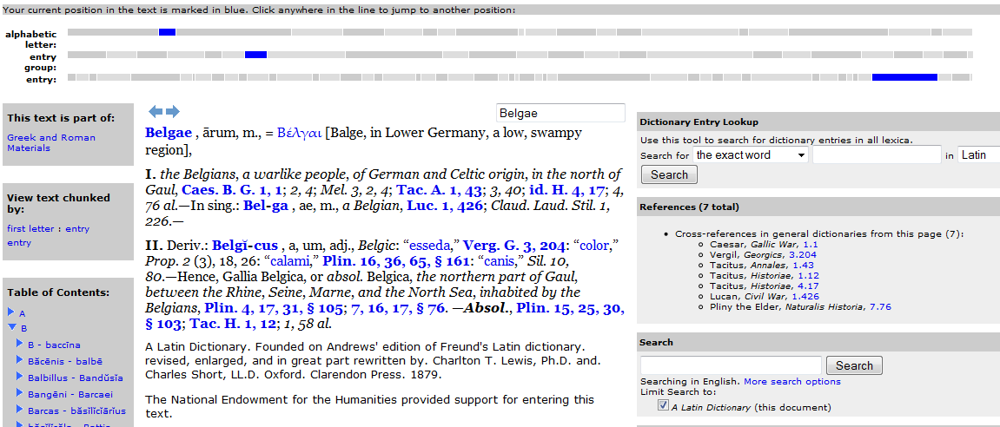 Your current position in the text is marked in blue. Click anywhere in the line to jump to another position:
alphabetic
letter:
entry
group:
entry:
This text is part of:
Greek and Roman
Materials
View text chunked
by:
first letter : entry
entry
Table of Contents:
A
B
B - baccīna
Băcēnis - balbē
Balbillus - Bandŭsĭa
Bangēni - Barcaei
Barcas - băsĭlĭcĭārĭus
Belgae
Belgae , ārum, m., = Βέλγαι [Balge, in Lower Germany, a low, swampy
region],
I. the Belgians, a warlike people, of German and Celtic origin, in the north of
Gaul, Caes. B. G. 1, 1; 2, 4; Mel. 3, 2, 4; Tac. A. 1, 43; 3, 40; id. H. 4, 17; 4,
76 al.—In sing.: Bel-ga , ae, m., a Belgian, Luc. 1, 426; Claud. Laud. Stil. 1,
226.—
II. Deriv.: Belgĭ-cus , a, um, adj., Belgic: “esseda,” Verg. G. 3, 204: “color,”
Prop. 2 (3), 18, 26: “calami,” Plin. 16, 36, 65, § 161: “canis,” Sil. 10,
80.—Hence, Gallia Belgica, or absol. Belgica, the northern part of Gaul,
between the Rhine, Seine, Marne, and the North Sea, inhabited by the
Belgians, Plin. 4, 17, 31, § 105; 7, 16, 17, § 76. —Absol., Plin. 15, 25, 30,
§ 103; Tac. H. 1, 12; 1, 58 al.
A Latin Dictionary. Founded on Andrews' edition of Freund's Latin dictionary.
revised, enlarged, and in great part rewritten by. Charlton T. Lewis, Ph.D. and.
Charles Short, LL.D. Oxford. Clarendon Press. 1879.
The National Endowment for the Humanities provided support for entering this
text.
Dictionary Entry Lookup
Use this tool to search for dictionary entries in all lexica.
Search for the exact word in Latin
Search
References (7 total)
• Cross-references in general dictionaries from this page (7):
Caesar, Gallic War, 1.1
Vergil, Georgics, 3.204
Tacitus, Annales, 1.43
Tacitus, Historiae, 1.12
Tacitus, Historiae, 4.17
Lucan, Civil War, 1.426
Pliny the Elder, Naturalis Historia, 7.76
Search
Search
Searching in English. More search options
Limit Search to:
A Latin Dictionary (this document)